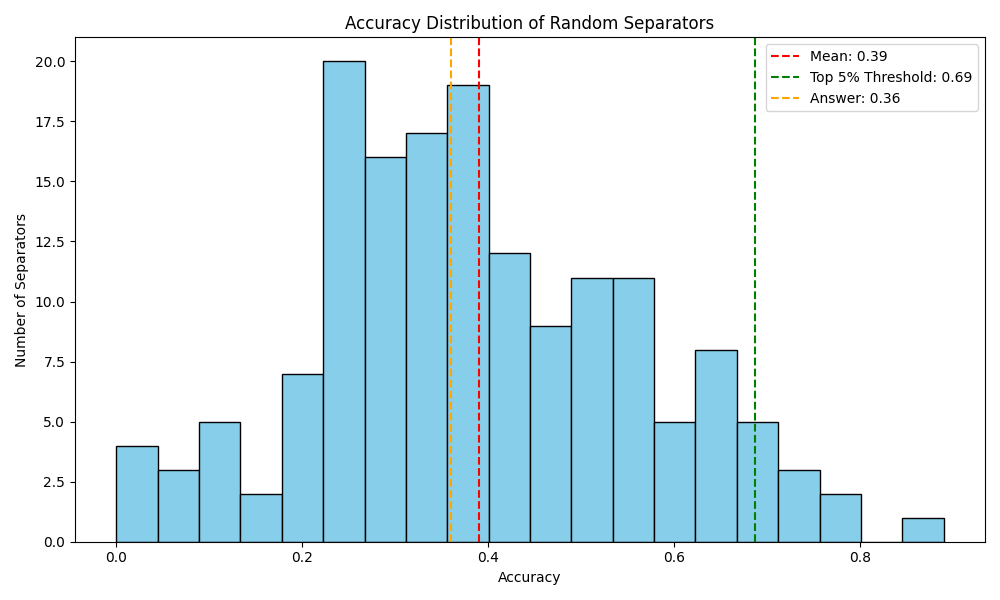 Accuracy Distribution of Random Separators
Mean: 0.39
Top 5% Threshold: 0.69
Answer: 0.36
Number of Separators
20.0
17.5
15.0
12.5
10.0
7.5
5.0
2.5
0.0
0.0 0.2 0.4 0.6 0.8
Accuracy